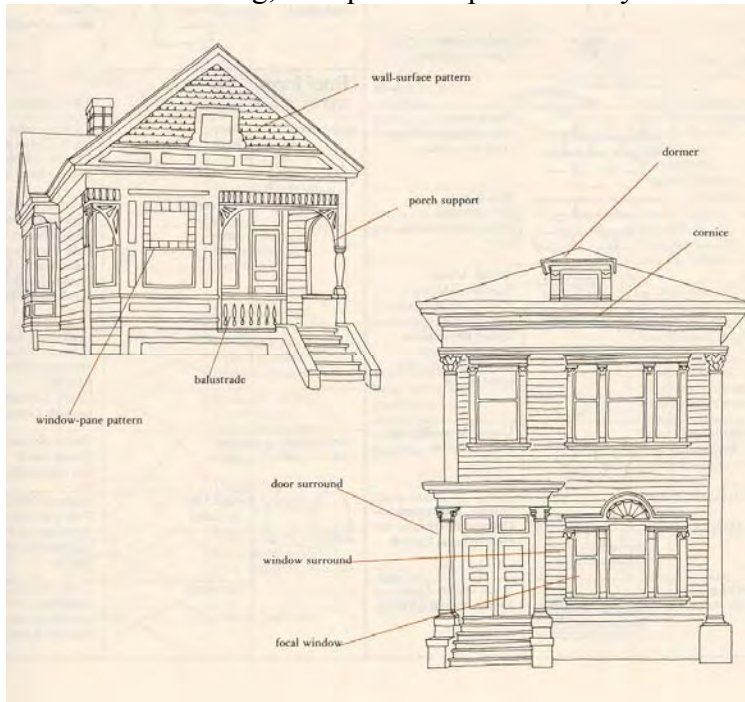 wall-surface pattern
dormer
porch support
cornice
balustrade
window-pane pattern
door surround
window surround
focal window